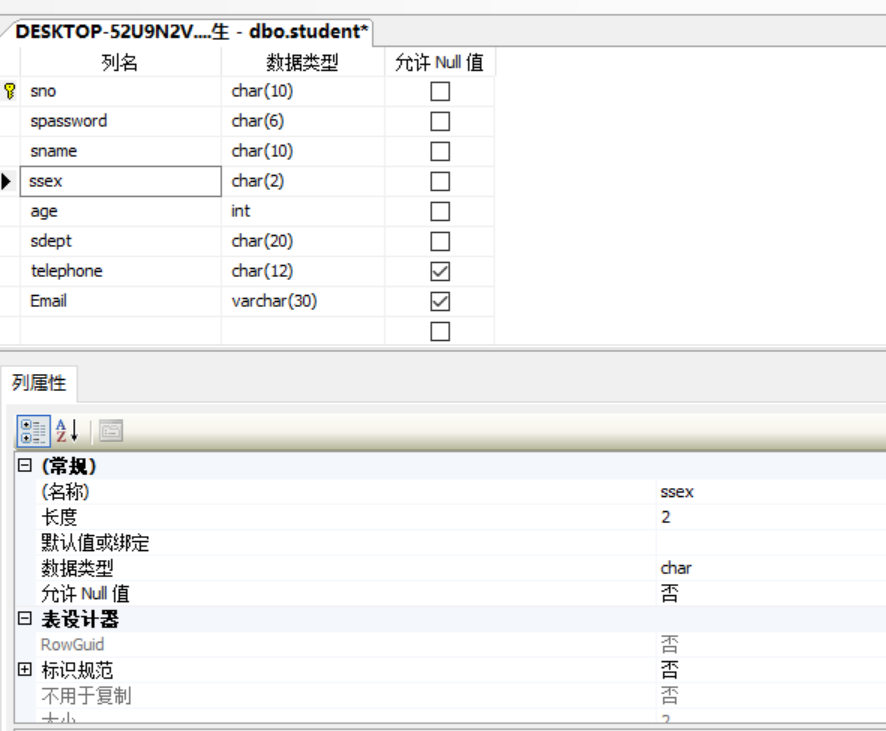 DESKTOP-52U9N2V....生 - dbo.student*
列名 数据类型 允许 Null 值
sno char(10)
spassword char(6)
sname char(10)
ssex char(2)
age int
sdept char(20)
telephone char(12)
Email varchar(30)
列属性
(常规)
(名称) ssex
长度 2
默认值或绑定
数据类型 char
允许 Null 值 否
表设计器
RowGuid 否
标识规范 否
不用于复制 否
大小 2